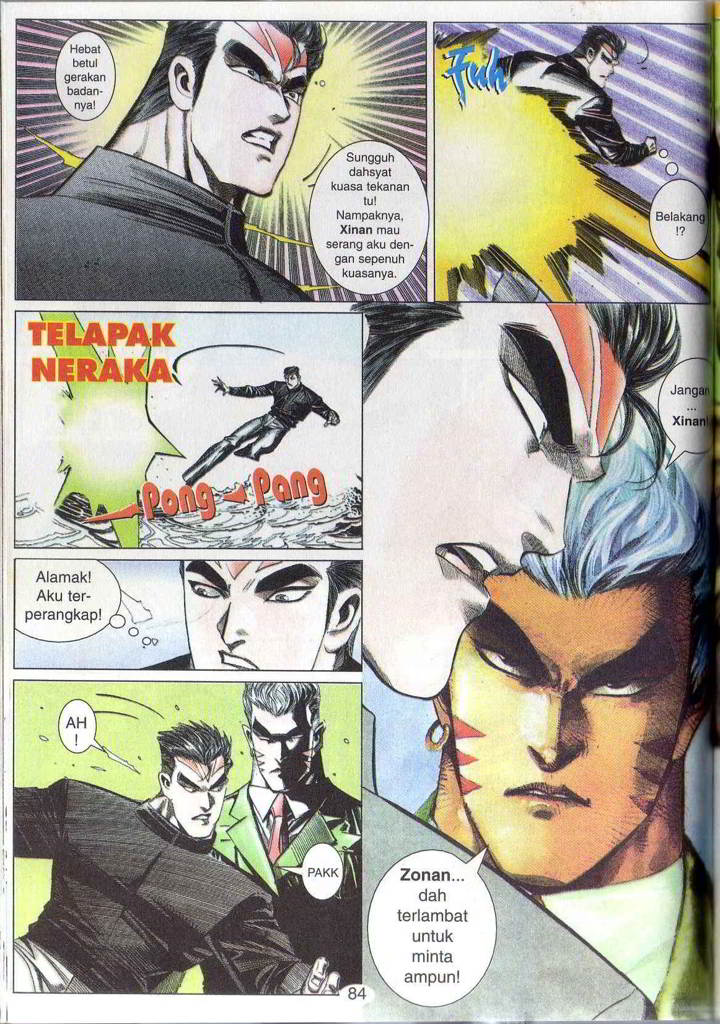 Hebat
betul
gerakan
badan-
nya!
Sungguh
dahsyat
kuasa tekanan
tu!
Nampaknya,
Xinan mau
serang aku den-
gan sepenuh
kuasanya.
Fuh
Belakang
!?
TELAPAK
NERAKA
Pong - Pang
Jangan
...
Xinan!
Alamak!
Aku ter-
perangkap!
AH
!
PAKK
Zonan...
dah
terlambat
untuk
minta
ampun!
84